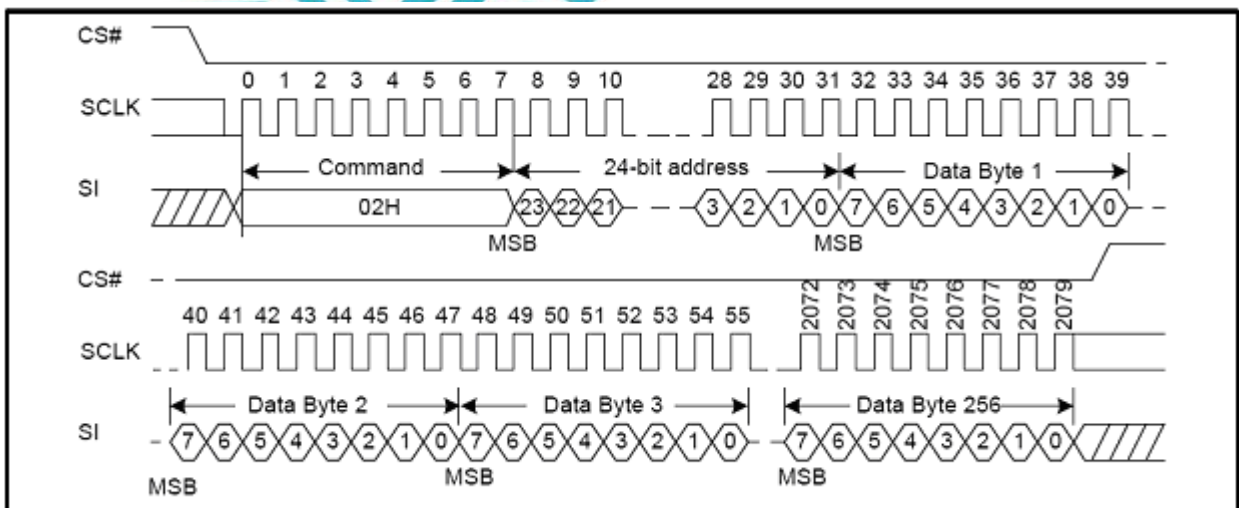 CS#
0 1 2 3 4 5 6 7 8 9 10 28 29 30 31 32 33 34 35 36 37 38 39
SCLK
Command 24-bit address Data Byte 1
SI
02H 23 22 21 3 2 1 0 7 6 5 4 3 2 1 0
MSB MSB
CS#
40 41 42 43 44 45 46 47 48 49 50 51 52 53 54 55 2072 2073 2074 2075 2076 2077 2078 2079
SCLK
Data Byte 2 Data Byte 3 Data Byte 256
SI
7 6 5 4 3 2 1 0 7 6 5 4 3 2 1 0 7 6 5 4 3 2 1 0
MSB MSB MSB